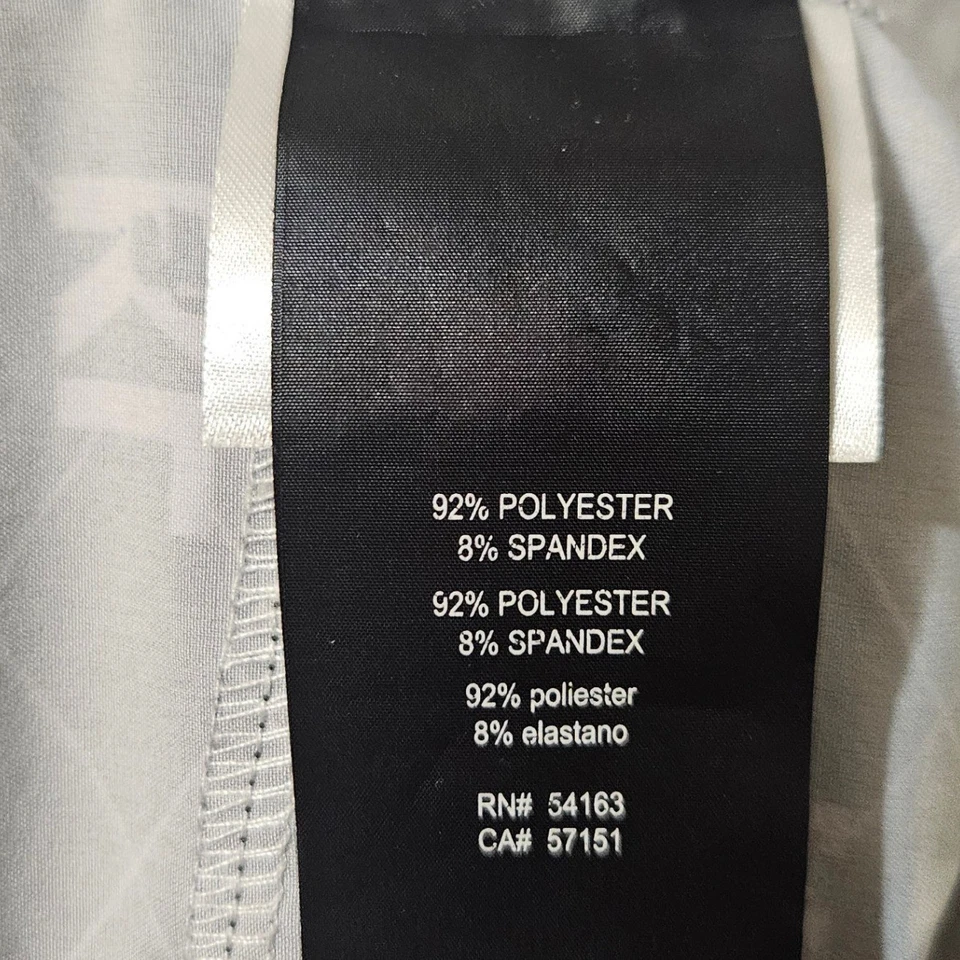 92% POLYESTER
8% SPANDEX
92% POLYESTER
8% SPANDEX
92% poliester
8% elastano
RN# 54163
CA# 57151